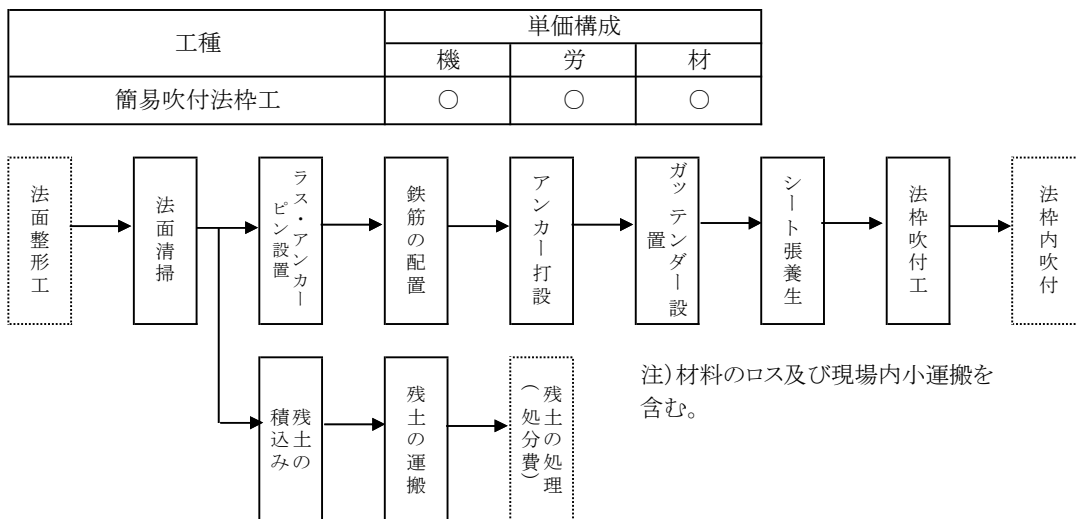 工種
単価構成
機
労
材
簡易吹付法枠工
○
○
○
法面整形工
法面清掃
ラス・アンカー
ピン設置
鉄筋の配置
アンカー打設
ガッテンダー設
置
シート張養生
法枠吹付工
法枠内吹付
残土の
積込み
残土の運搬
残土の処理
(処分費)
注)材料のロス及び現場内小運搬を
含む。